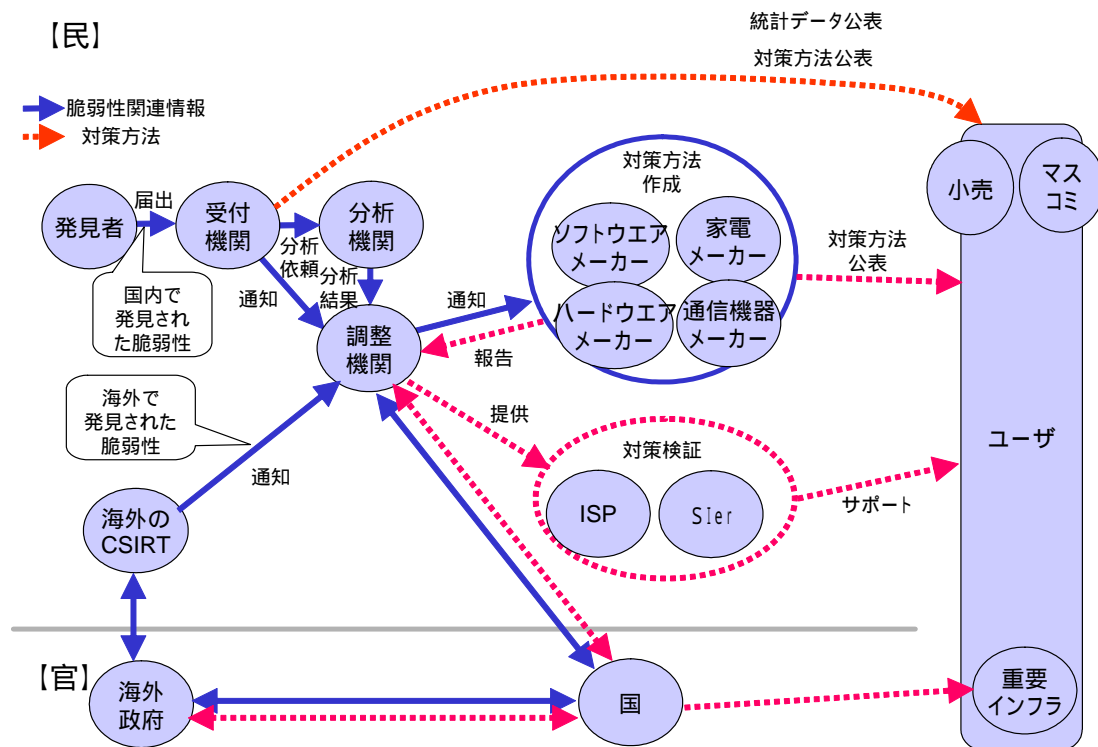 【民】
統計データ公表
対策方法公表
脆弱性関連情報
対策方法
発見者
届出
受付
機関
分析
機関
分析
依頼
分析
結果
通知
国内で
発見され
た脆弱性
調整
機関
通知
報告
対策方法
作成
ソフトウエア
メーカー
家電
メーカー
ハードウエア
メーカー
通信機器
メーカー
対策方法
公表
小売
マス
コミ
ユーザ
海外で
発見された
脆弱性
通知
提供
対策検証
ISP
SIer
サポート
海外の
CSIRT
【官】
海外
政府
国
重要
インフラ